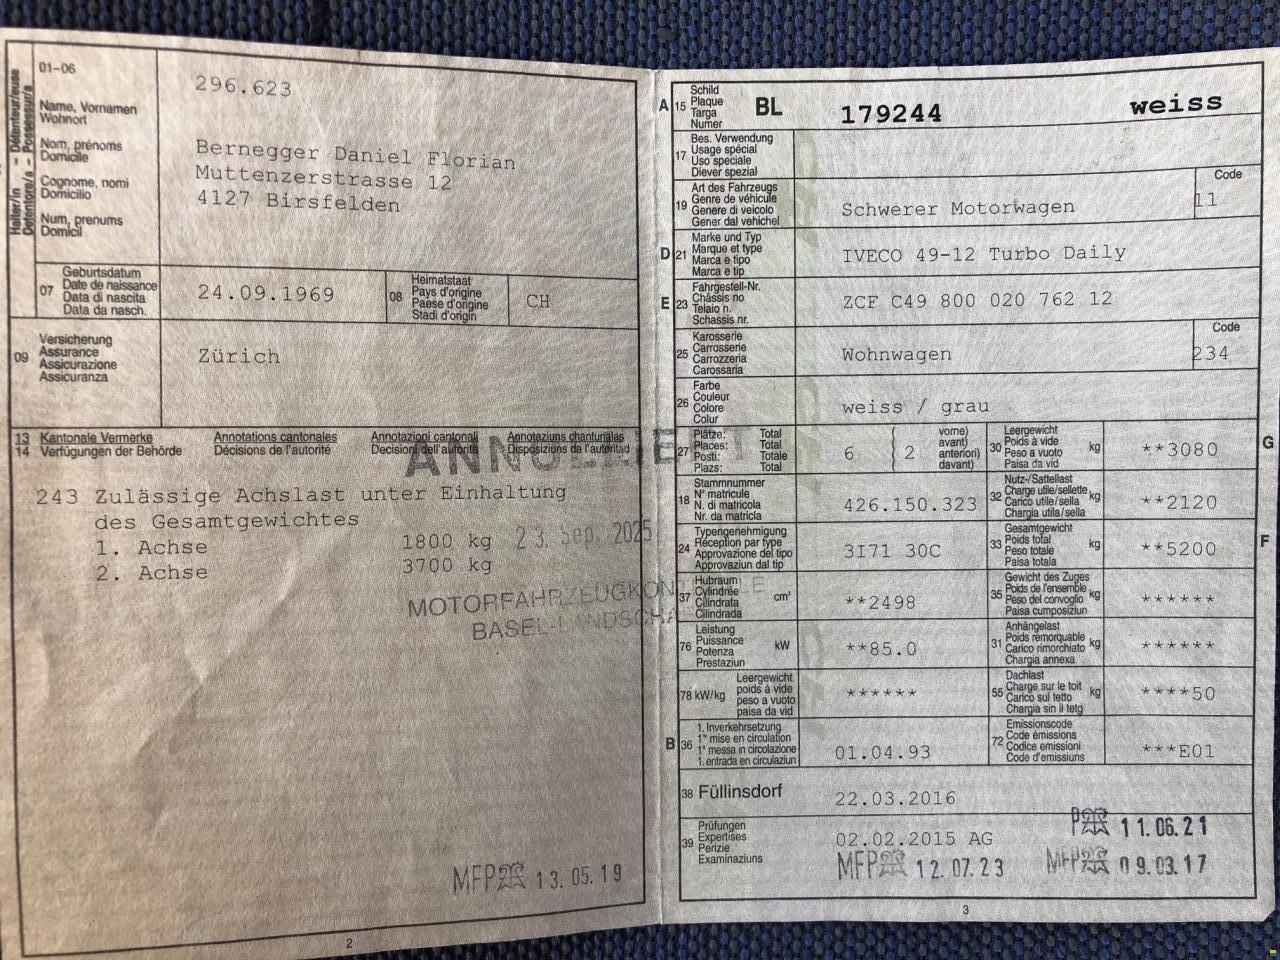 Halter/in - Détenteur/euse
Detentore/a - Possessur/a
01-06
296.623
Name, Vornamen
Wohnort
Nom, prénoms
Domicile
Cognome, nomi
Domicilio
Num, prenums
Domicil
Bernegger Daniel Florian
Muttenzerstrasse 12
4127 Birsfelden
07
Geburtsdatum
Date de naissance
Data di nascita
Data da nasch.
24.09.1969
08
Heimatstaat
Pays d'origine
Paese d'origine
Stadi d'origin
CH
09
Versicherung
Assurance
Assicurazione
Assicuranza
Zürich
13 Kantonale Vermerke Annotations cantonales Annotazioni cantonali Annotaziuns chantunalas
14 Verfügungen der Behörde Décisions de l'autorité Decisioni dell'autorità Disposiziuns da l'autoritad
ANNULLIERT
243 Zulässige Achslast unter Einhaltung
des Gesamtgewichtes
1. Achse 1800 kg
2. Achse 3700 kg
23. Sep. 2025
MOTORFAHRZEUGKONTROLLE
BASEL-LANDSCHAFT
MFP 13.05.19
2
A 15
Schild
Plaque
Targa
Numer
BL 179244 weiss
17
Bes. Verwendung
Usage spécial
Uso speciale
Diever spezial
19
Art des Fahrzeugs
Genre de véhicule
Genere di veicolo
Gener dal vehichel
Schwerer Motorwagen
Code
11
D 21
Marke und Typ
Marque et type
Marca e tipo
Marca e tip
IVECO 49-12 Turbo Daily
E 23
Fahrgestell-Nr.
Châssis no
Telaio n.
Schassis nr.
ZCF C49 800 020 762 12
25
Karosserie
Carrosserie
Carrozzeria
Carossaria
Wohnwagen
Code
234
26
Farbe
Couleur
Colore
Colur
weiss / grau
27
Plätze: Total
Places: Total
Posti: Totale
Plazs: Total
6 ( 2
vorne)
avant)
anteriori)
davant)
30
Leergewicht
Poids à vide
Peso a vuoto
Paisa da vid
kg
**3080
G
18
Stammnummer
N° matricule
N. di matricola
Nr. da matricla
426.150.323
32
Nutz-/Sattellast
Charge utile/sellette
Carico utile/sella
Chargia utila/sella
kg
**2120
24
Typengenehmigung
Réception par type
Approvazione del tipo
Approvaziun dal tip
3I71 30C
33
Gesamtgewicht
Poids total
Peso totale
Paisa totala
kg
**5200
F
37
Hubraum
Cylindrée
Cilindrata
Cilindrada
cm³
**2498
35
Gewicht des Zuges
Poids de l'ensemble
Peso del convoglio
Paisa cumposiziun
kg
******
76
Leistung
Puissance
Potenza
Prestaziun
kW
**85.0
31
Anhängelast
Poids remorquable
Carico rimorchiato
Chargia annexa
kg
******
78 kW/kg
Leergewicht
poids à vide
peso a vuoto
paisa da vid
******
55
Dachlast
Charge sur le toit
Carico sul tetto
Chargia sin il tetg
kg
****50
B 36
1. Inverkehrsetzung
1re mise en circulation
1a messa in circolazione
1. entrada en circulaziun
01.04.93
72
Emissionscode
Code émissions
Codice emissioni
Code d'emissiuns
***E01
38 Füllinsdorf
22.03.2016
39
Prüfungen
Expertises
Perizie
Examinaziuns
02.02.2015 AG
11.06.21
MFP 12.07.23
MFP 09.03.17
3